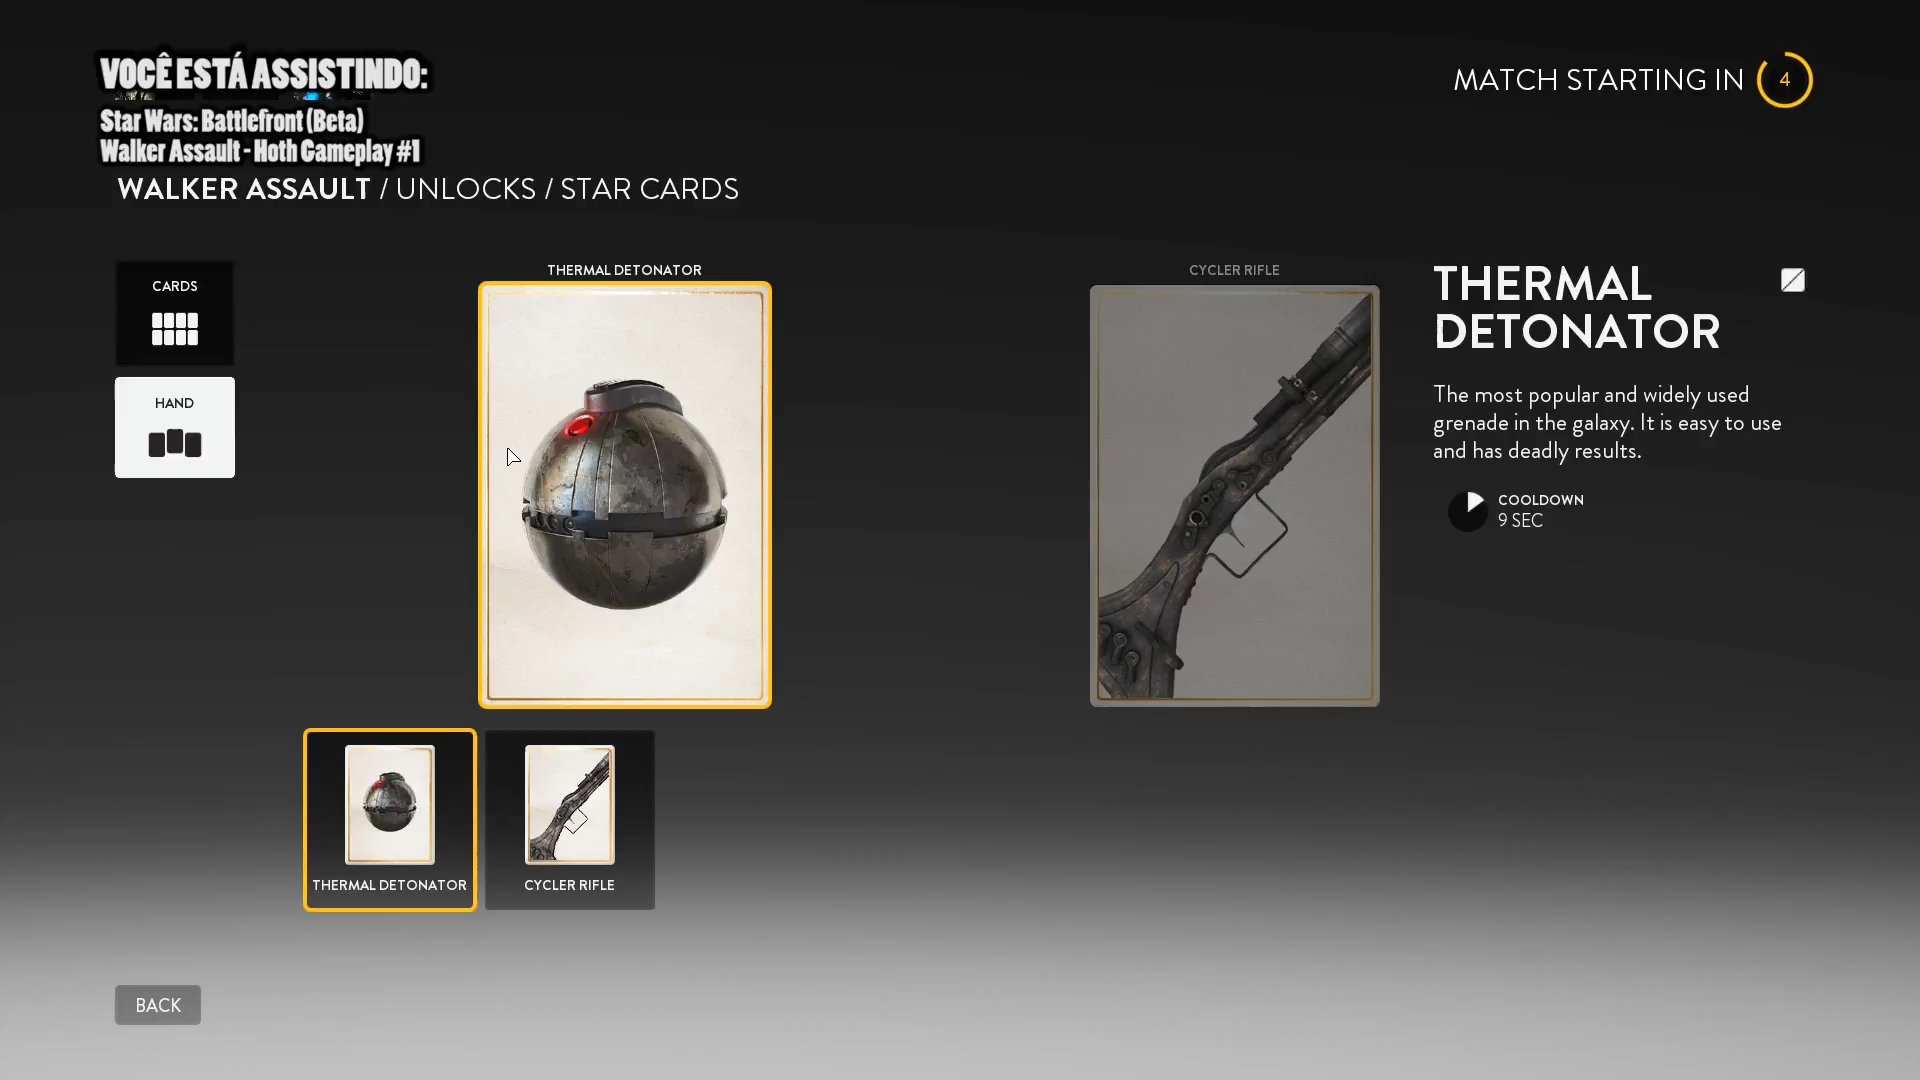 VOCÊ ESTÁ ASSISTINDO:
Star Wars: Battlefront (Beta)
Walker Assault - Hoth Gameplay #1
MATCH STARTING IN 4
WALKER ASSAULT / UNLOCKS / STAR CARDS
CARDS
HAND
THERMAL DETONATOR
CYCLER RIFLE
THERMAL
DETONATOR
The most popular and widely used
grenade in the galaxy. It is easy to use
and has deadly results.
COOLDOWN
9 SEC
THERMAL DETONATOR
CYCLER RIFLE
BACK